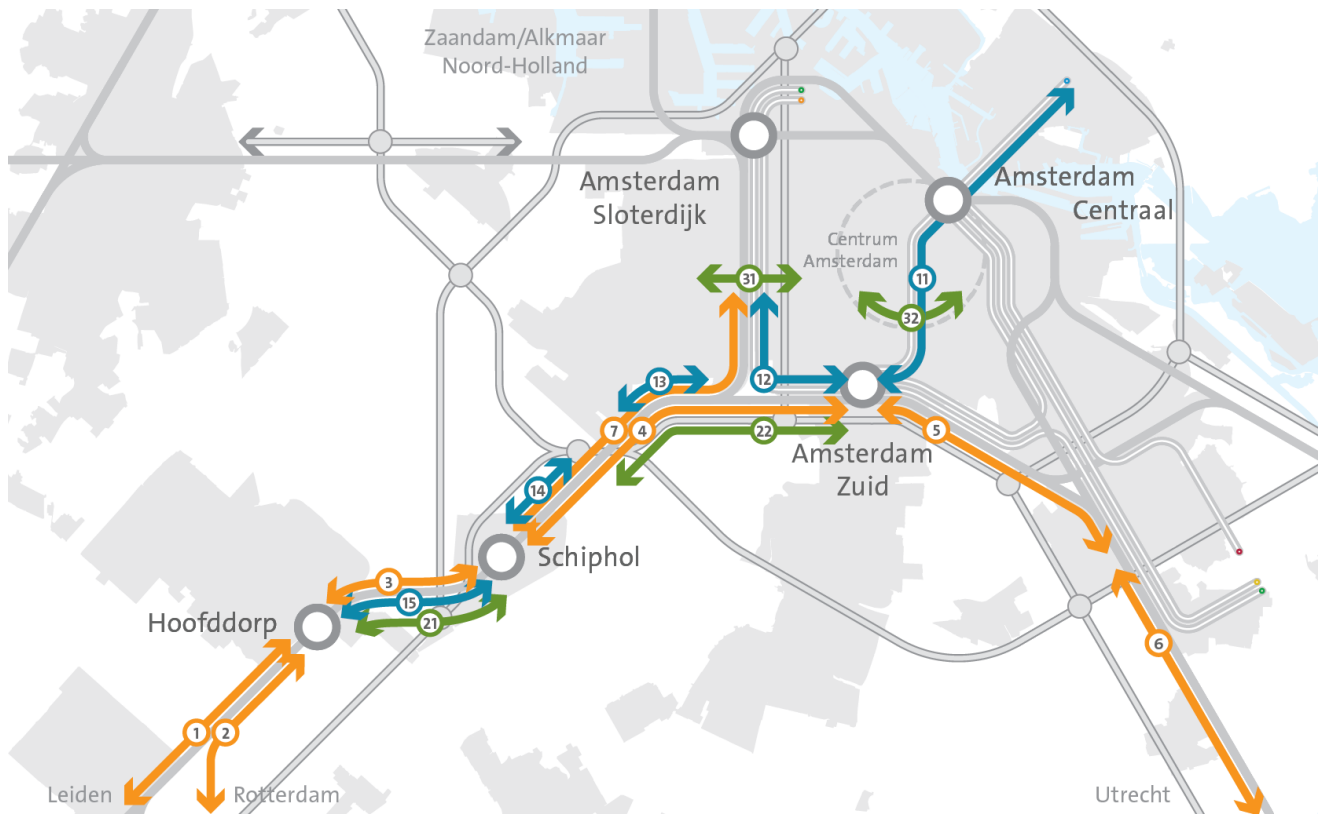 Zaandam/Alkmaar
Noord-Holland
Amsterdam
Sloterdijk
Amsterdam
Centraal
Centrum
Amsterdam
31
11
32
13
12
7
4
22
5
Amsterdam
Zuid
14
Schiphol
3
15
21
Hoofddorp
6
1
2
Leiden
Rotterdam
Utrecht